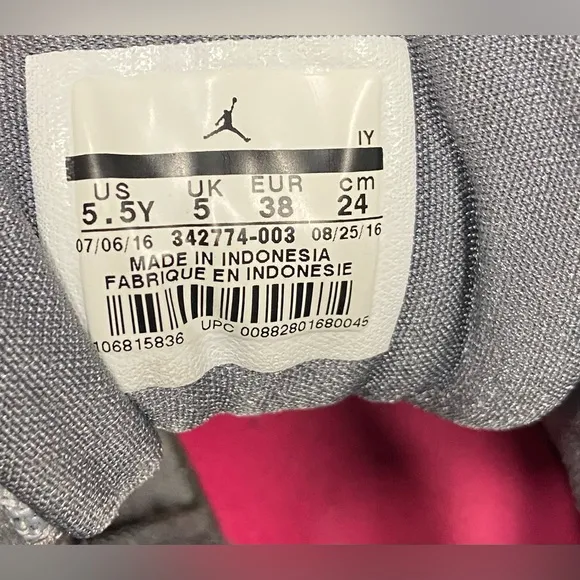 IY
US UK EUR cm
5.5Y 5 38 24
07/06/16 342774-003 08/25/16
MADE IN INDONESIA
FABRIQUE EN INDONESIE
106815836 UPC 00882801680045